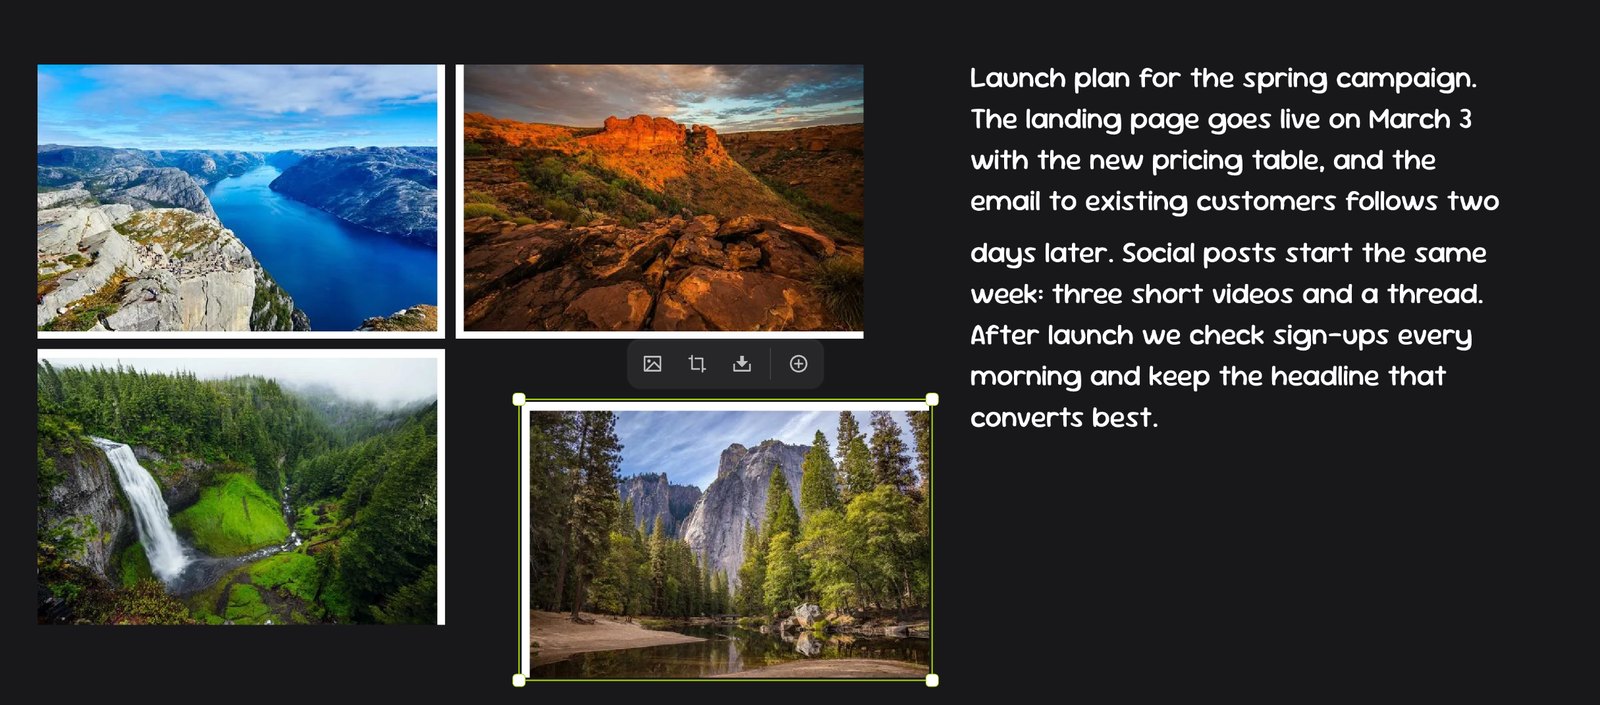 Launch plan for the spring campaign.
The landing page goes live on March 3
with the new pricing table, and the
email to existing customers follows two
days later. Social posts start the same
week: three short videos and a thread.
After launch we check sign-ups every
morning and keep the headline that
converts best.